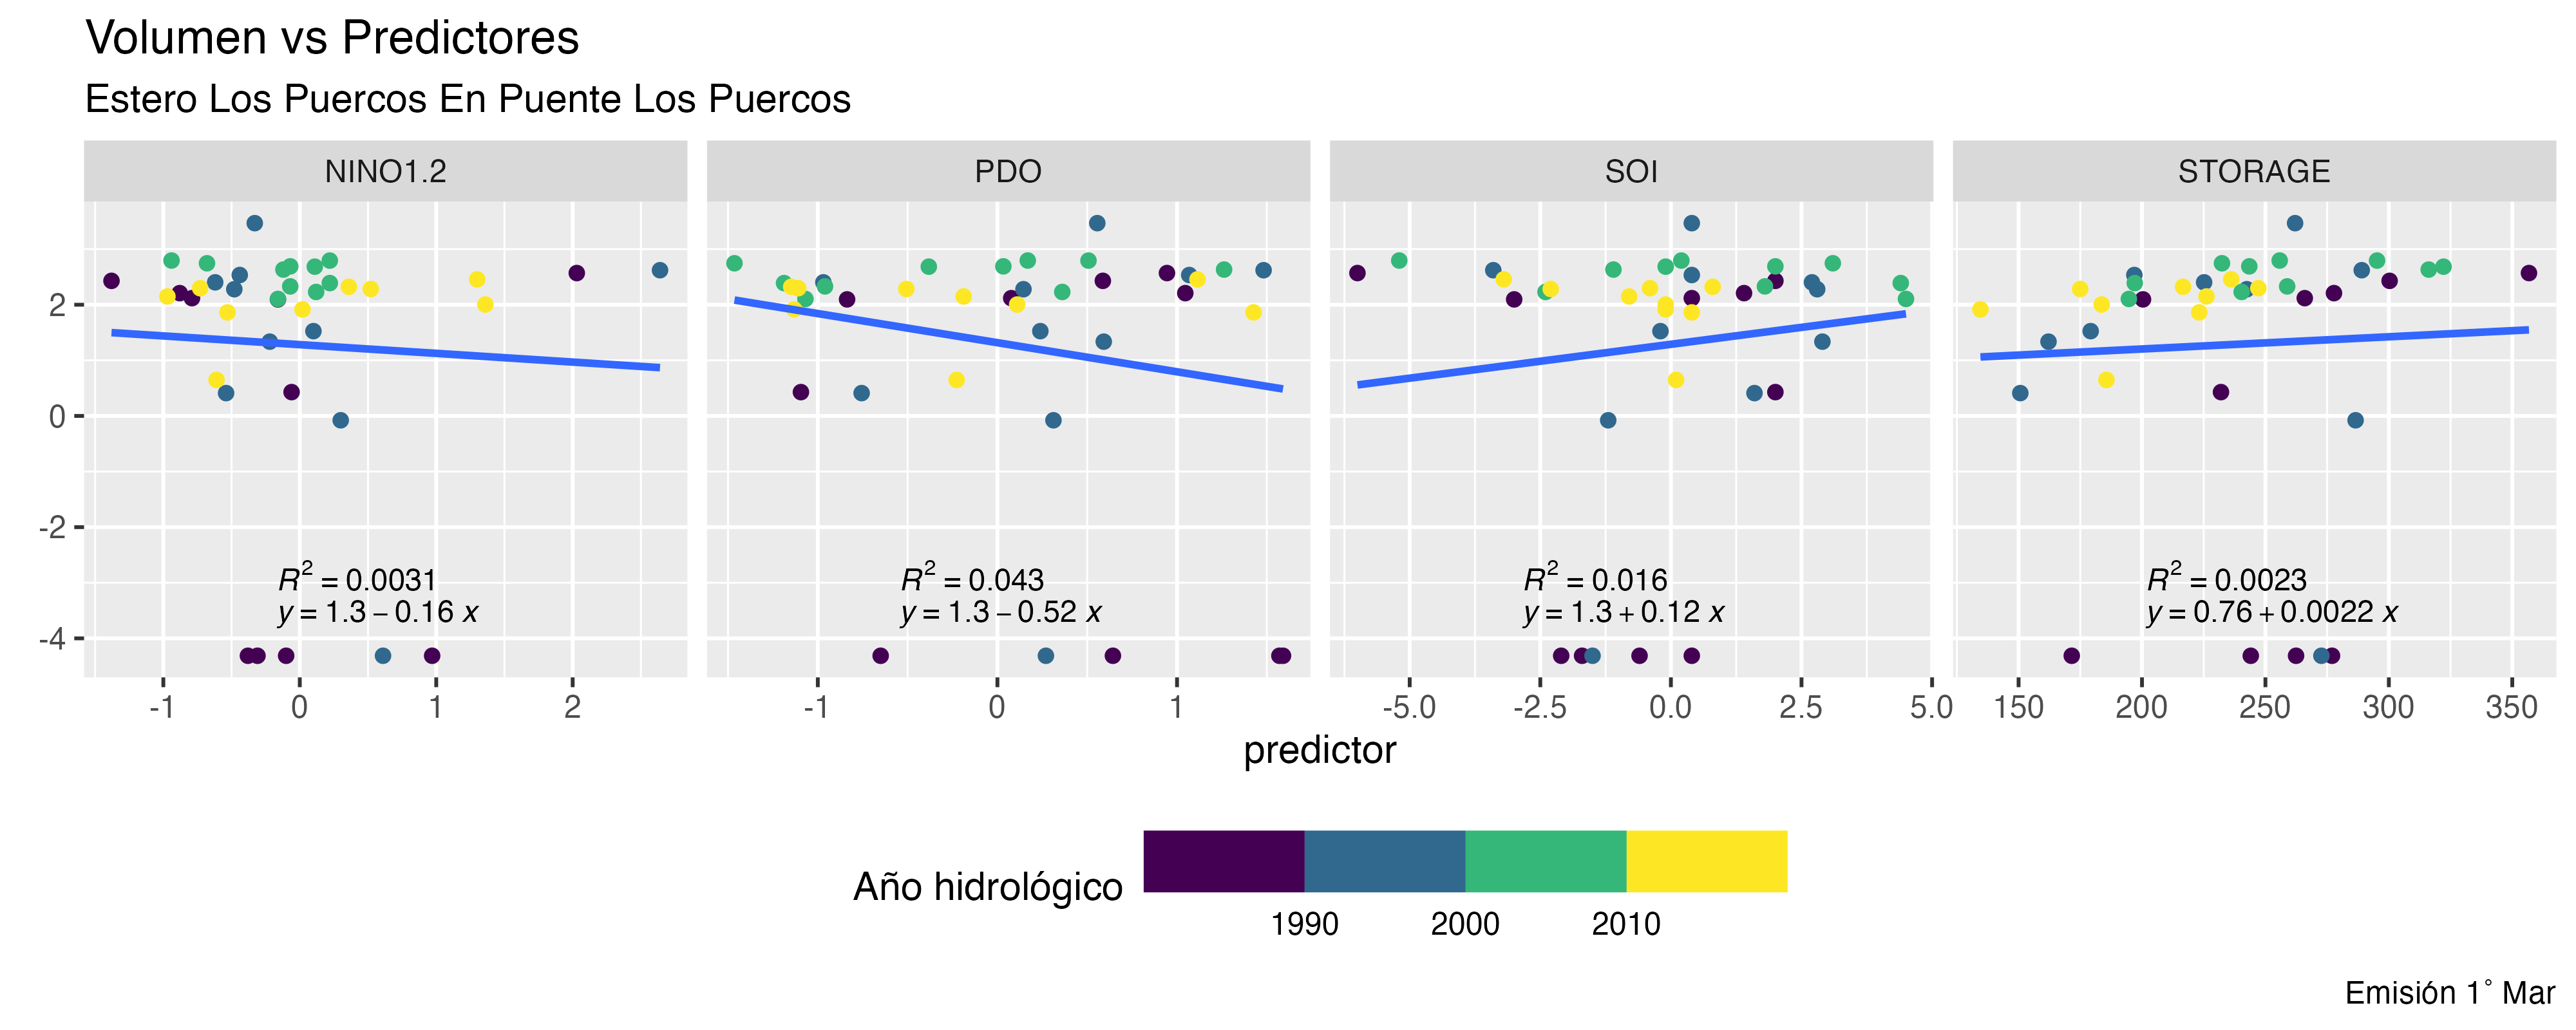 Volumen vs Predictores
Estero Los Puercos En Puente Los Puercos
NINO1.2 PDO SOI STORAGE
2
0
-2
-4
R² = 0.0031
y = 1.3 − 0.16 x
R² = 0.043
y = 1.3 − 0.52 x
R² = 0.016
y = 1.3 + 0.12 x
R² = 0.0023
y = 0.76 + 0.0022 x
-1 0 1 2 -1 0 1 -5.0 -2.5 0.0 2.5 5.0 150 200 250 300 350
predictor
Año hidrológico
1990 2000 2010
Emisión 1° Mar